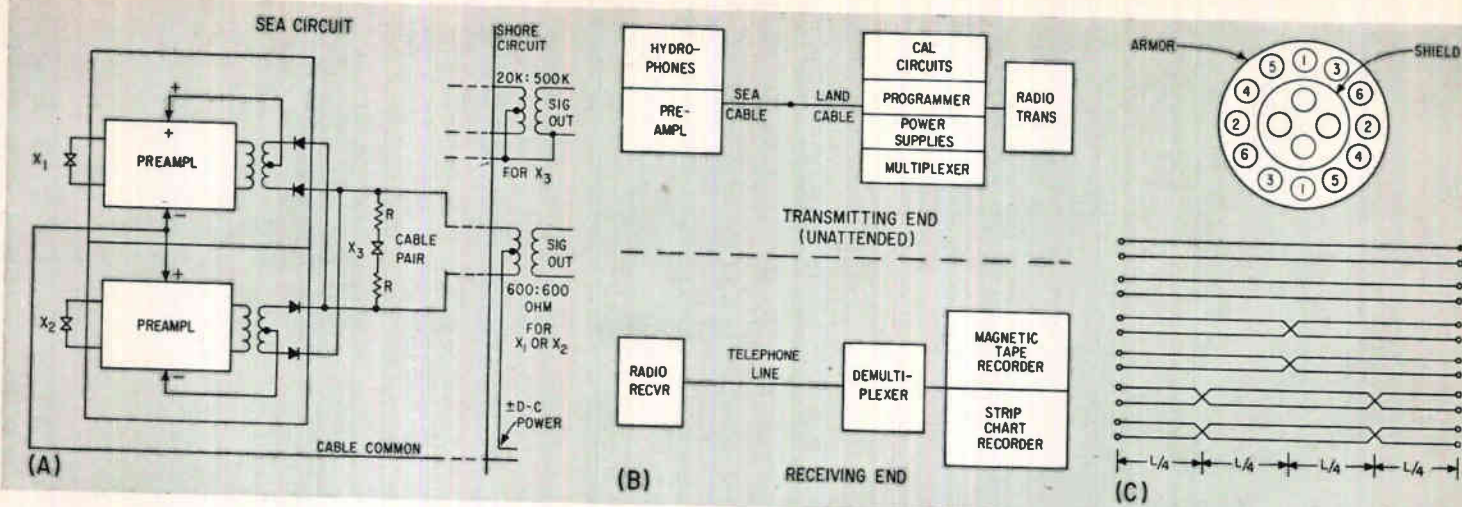 SEA CIRCUIT
X1
+
+
PREAMPL
-
X2
+
PREAMPL
-
R
X3
R
CABLE
PAIR
CABLE COMMON
(A)
SHORE
CIRCUIT
20K: 500K
SIG
OUT
FOR X3
SIG
OUT
600:600
OHM
FOR
X1 OR X2
±D-C
POWER
HYDRO-
PHONES
PRE-
AMPL
SEA
CABLE
LAND
CABLE
CAL
CIRCUITS
PROGRAMMER
POWER
SUPPLIES
MULTIPLEXER
RADIO
TRANS
TRANSMITTING END
(UNATTENDED)
RADIO
RECVR
TELEPHONE
LINE
DEMULTI-
PLEXER
MAGNETIC
TAPE
RECORDER
STRIP
CHART
RECORDER
(B)
RECEIVING END
ARMOR
SHIELD
5 1 3
4 6
2 2
6 4
3 1 5
L/4 L/4 L/4 L/4
(C)